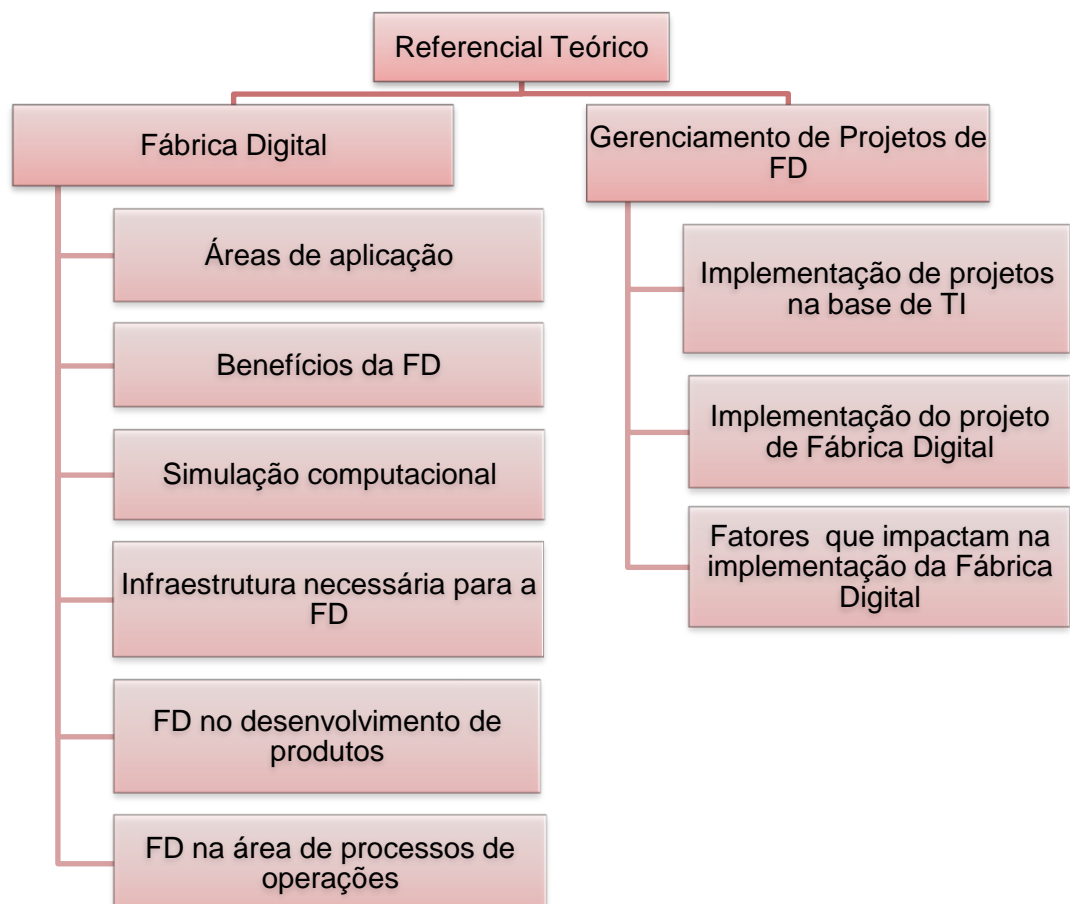 Referencial Teórico
Fábrica Digital
Áreas de aplicação
Benefícios da FD
Simulação computacional
Infraestrutura necessária para a
FD
FD no desenvolvimento de
produtos
FD na área de processos de
operações
Gerenciamento de Projetos de
FD
Implementação de projetos
na base de TI
Implementação do projeto
de Fábrica Digital
Fatores que impactam na
implementação da Fábrica
Digital